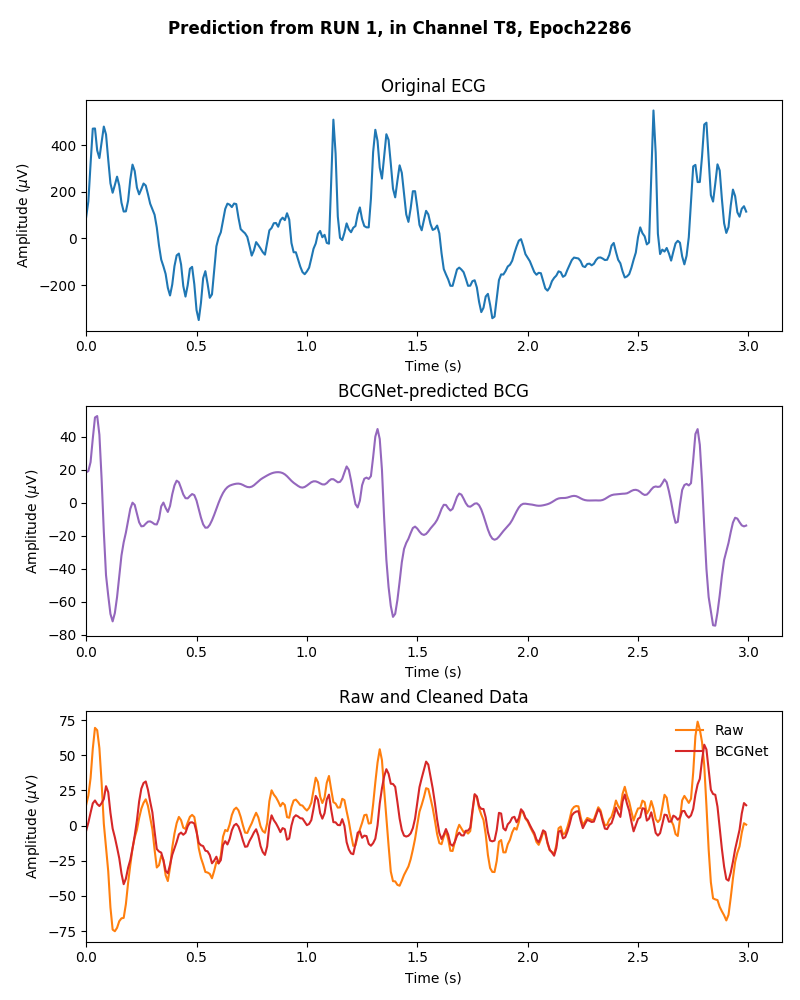 Prediction from RUN 1, in Channel T8, Epoch2286
Original ECG
Amplitude (μV)
400
200
0
−200
0.0 0.5 1.0 1.5 2.0 2.5 3.0
Time (s)
BCGNet-predicted BCG
Amplitude (μV)
40
20
0
−20
−40
−60
−80
0.0 0.5 1.0 1.5 2.0 2.5 3.0
Time (s)
Raw and Cleaned Data
Amplitude (μV)
75
50
25
0
−25
−50
−75
Raw
BCGNet
0.0 0.5 1.0 1.5 2.0 2.5 3.0
Time (s)